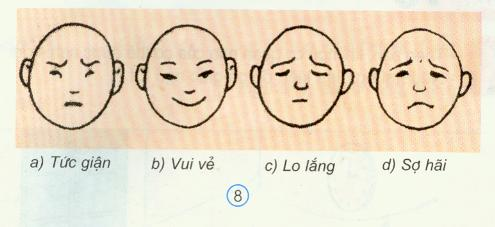 a) Tức giận b) Vui vẻ c) Lo lắng d) Sợ hãi
8